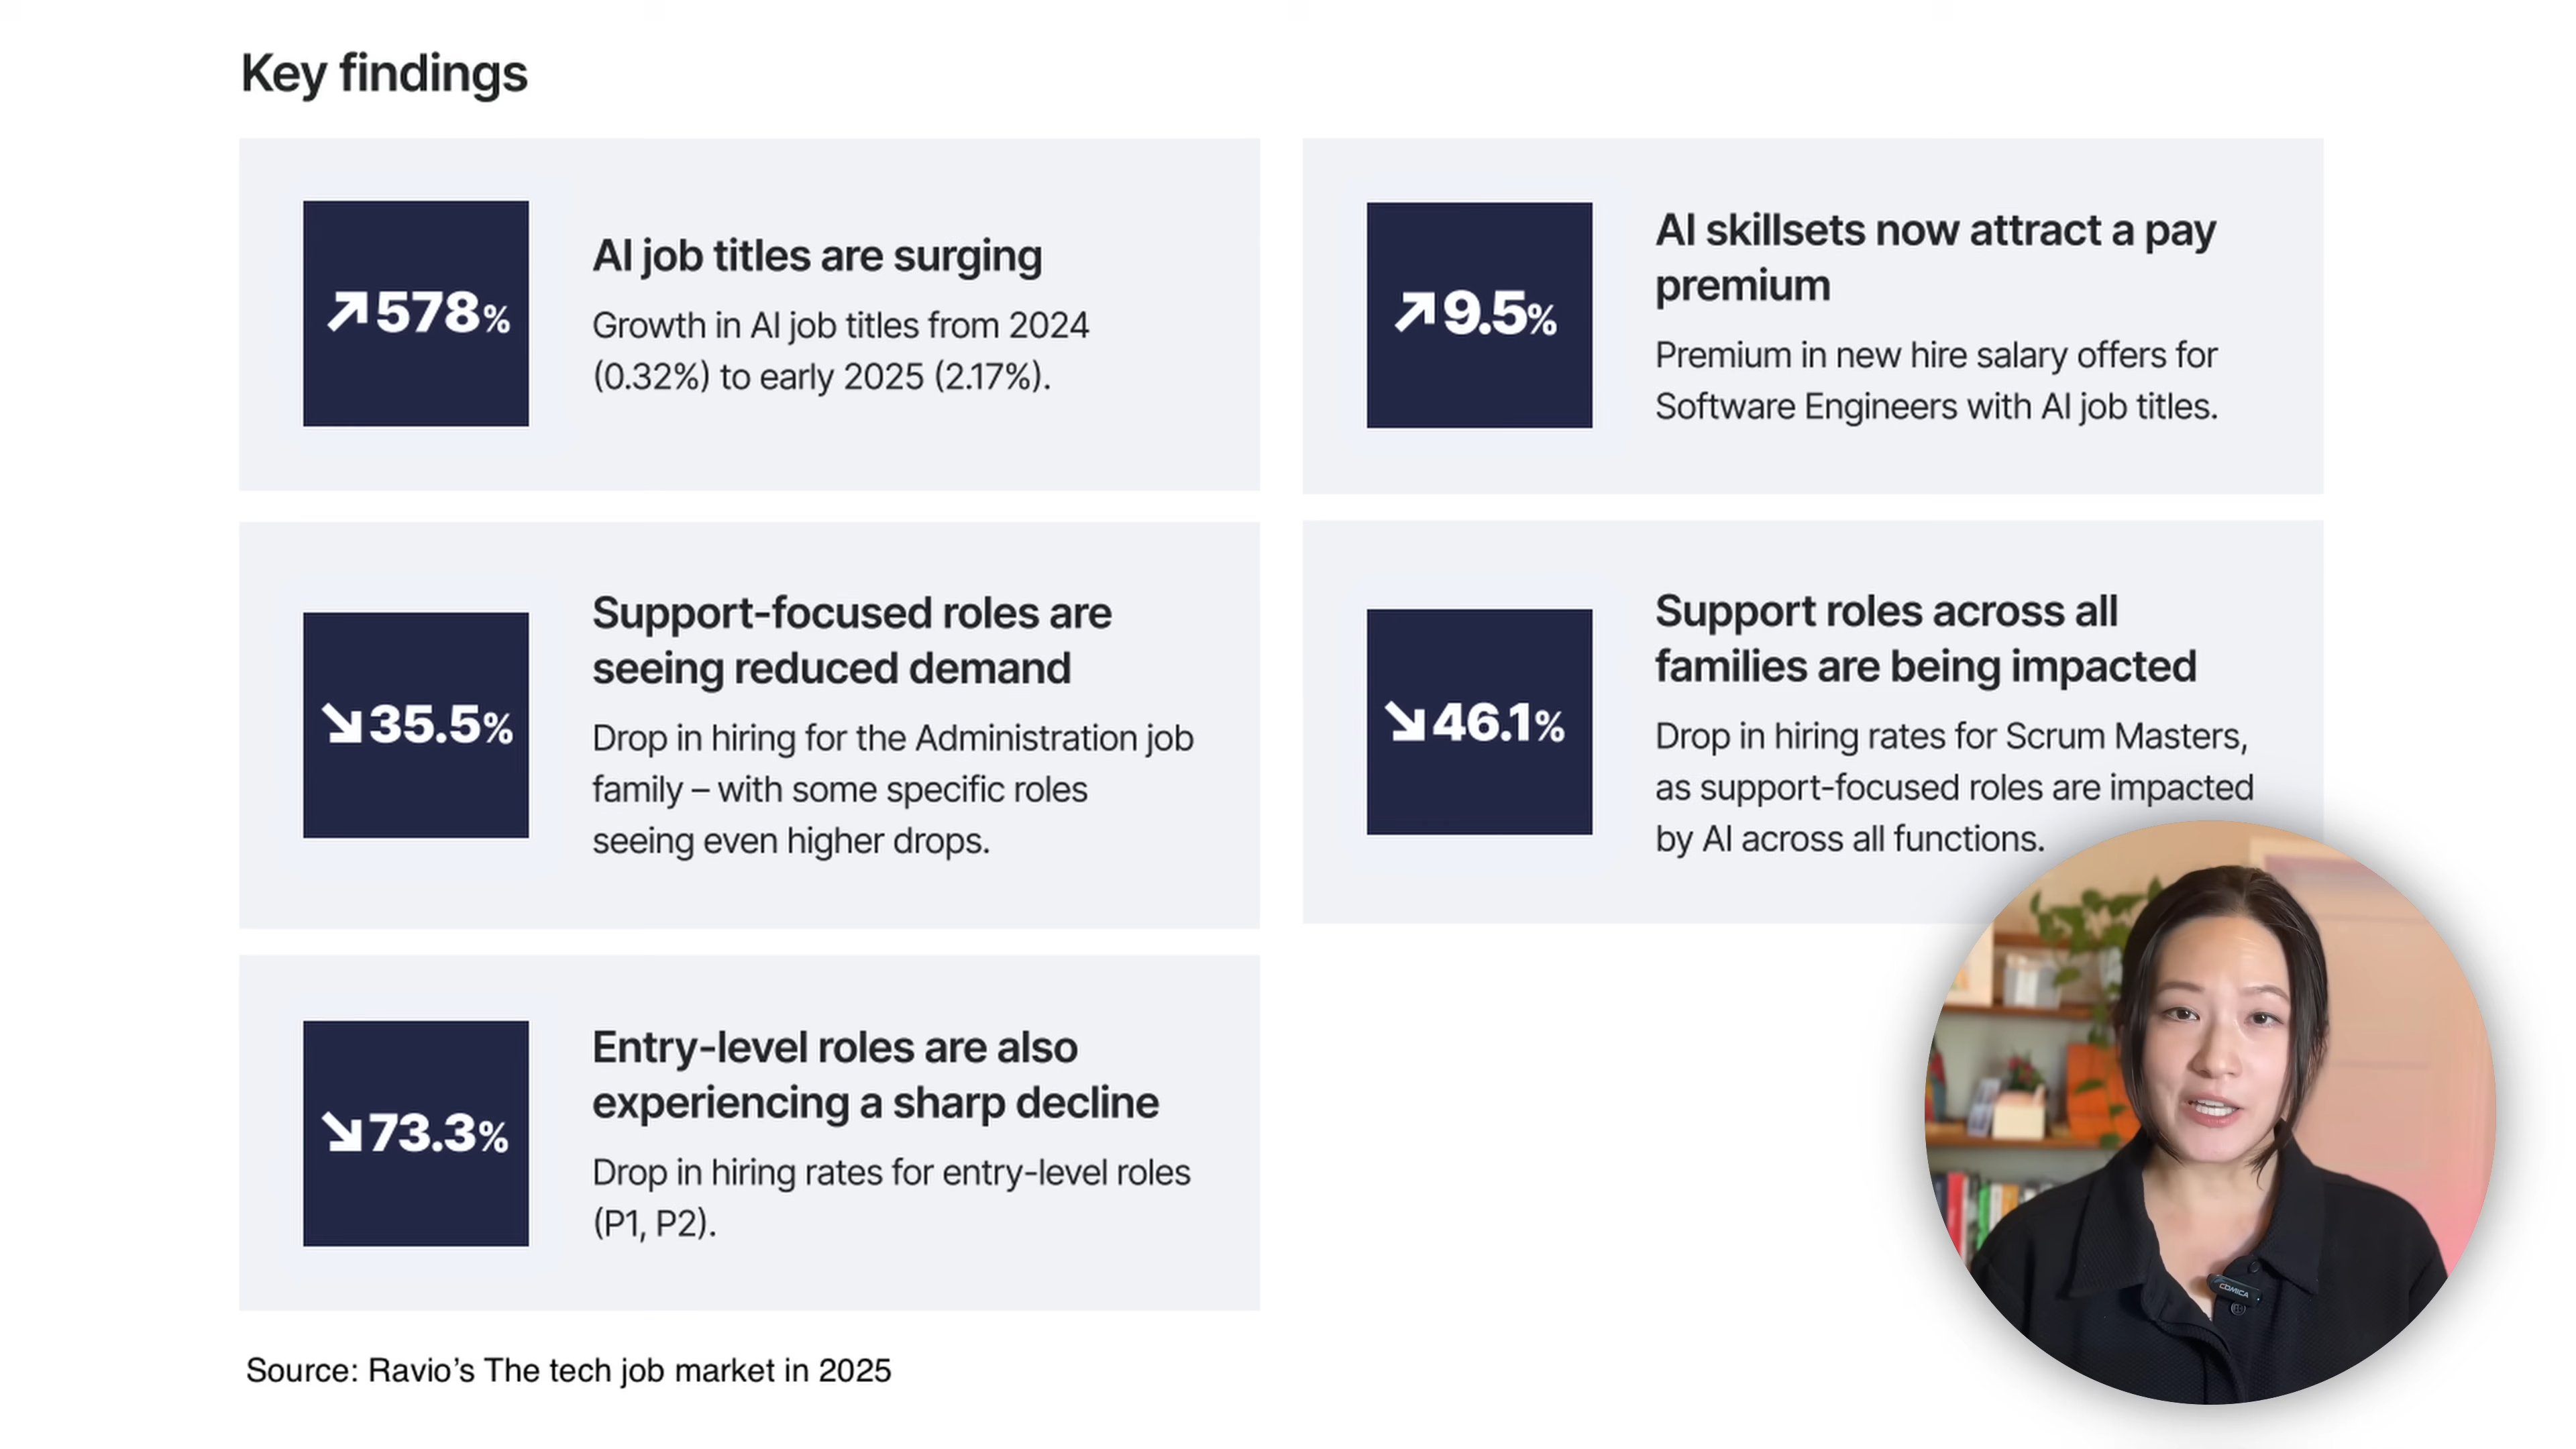 Key findings
↗578%
AI job titles are surging
Growth in AI job titles from 2024
(0.32%) to early 2025 (2.17%).
↗9.5%
AI skillsets now attract a pay
premium
Premium in new hire salary offers for
Software Engineers with AI job titles.
↘35.5%
Support-focused roles are
seeing reduced demand
Drop in hiring for the Administration job
family – with some specific roles
seeing even higher drops.
↘46.1%
Support roles across all
families are being impacted
Drop in hiring rates for Scrum Masters,
as support-focused roles are impacted
by AI across all functions.
↘73.3%
Entry-level roles are also
experiencing a sharp decline
Drop in hiring rates for entry-level roles
(P1, P2).
COMICA
Source: Ravio’s The tech job market in 2025